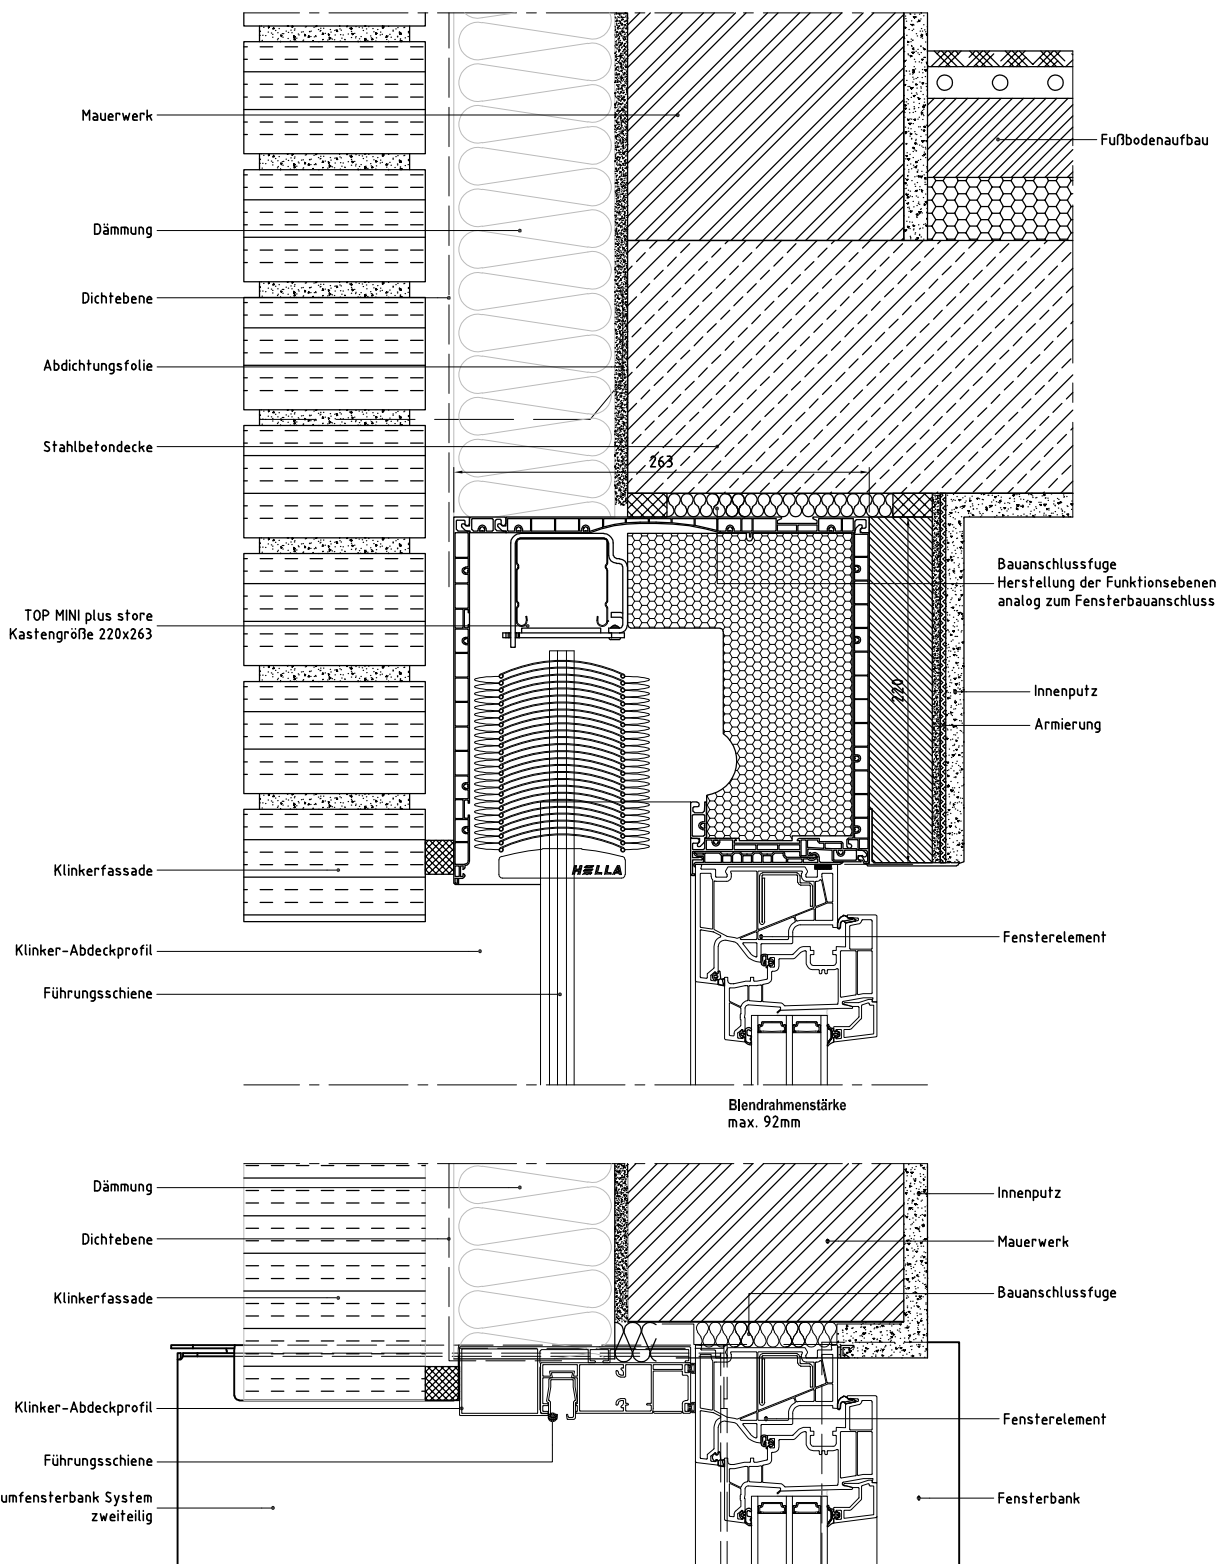 Mauerwerk
Fußbodenaufbau
Dämmung
Dichtebene
Abdichtungsfolie
Stahlbetondecke
263
Bauanschlussfuge
Herstellung der Funktionsebenen
analog zum Fensterbauanschluss
TOP MINI plus store
Kastengröße 220x263
220
Innenputz
Armierung
Klinkerfassade
HELLA
Fensterelement
Klinker-Abdeckprofil
Führungsschiene
Blendrahmenstärke
max. 92mm
Dämmung
Innenputz
Dichtebene
Mauerwerk
Klinkerfassade
Bauanschlussfuge
Klinker-Abdeckprofil
Fensterelement
Führungsschiene
umfensterbank System
zweiteilig
Fensterbank